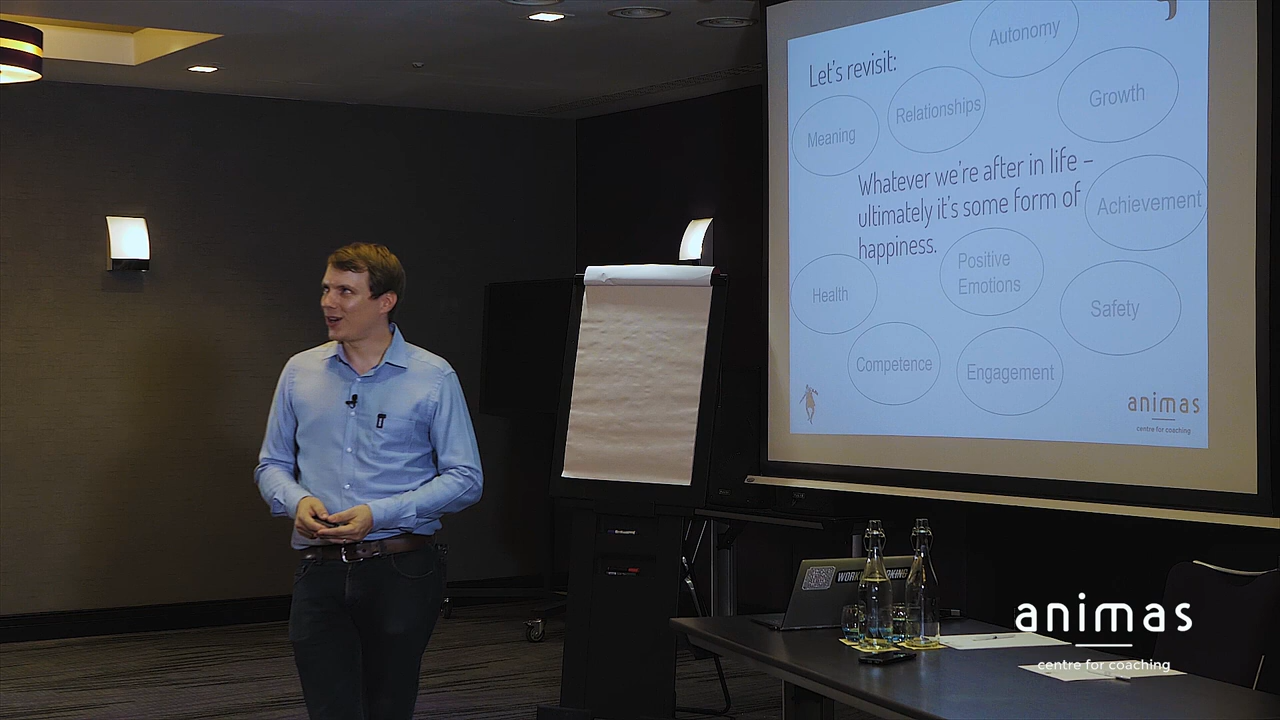 Autonomy
Let's revisit:
Relationships
Growth
Meaning
Whatever we're after in life –
ultimately it's some form of
happiness.
Achievement
Positive
Emotions
Health
Safety
Competence
Engagement
animas
centre for coaching
animas
centre for coaching